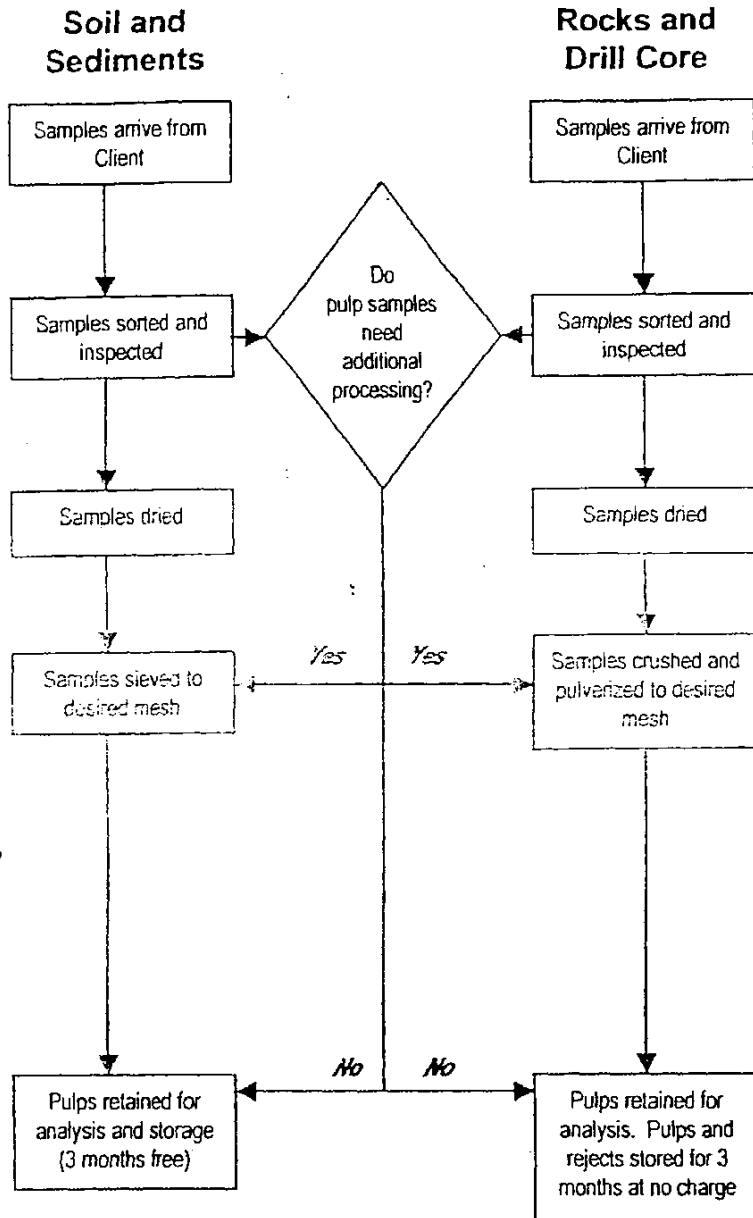 Soil and
Sediments
Rocks and
Drill Core
Samples arrive from
Client
Samples arrive from
Client
Do
pulp samples
need
additional
processing?
Samples sorted and
inspected
Samples sorted and
inspected
Samples dried
Samples dried
Yes
Yes
Samples sieved to
desired mesh
Samples crushed and
pulverized to desired
mesh
No
No
Pulps retained for
analysis and storage
(3 months free)
Pulps retained for
analysis. Pulps and
rejects stored for 3
months at no charge